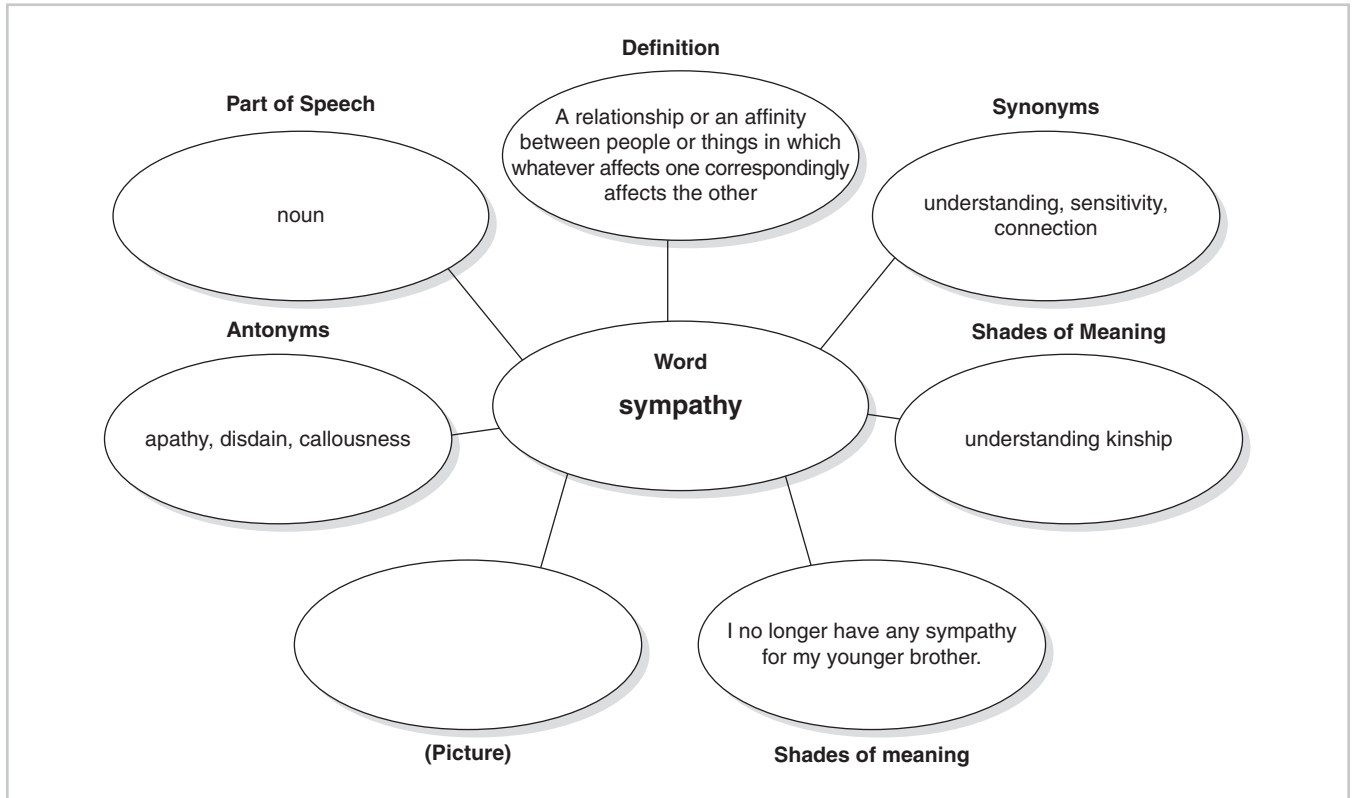 Definition
A relationship or an affinity
between people or things in which
whatever affects one correspondingly
affects the other
Part of Speech
noun
Synonyms
understanding, sensitivity,
connection
Antonyms
apathy, disdain, callousness
Word
sympathy
Shades of Meaning
understanding kinship
(Picture)
I no longer have any sympathy
for my younger brother.
Shades of meaning